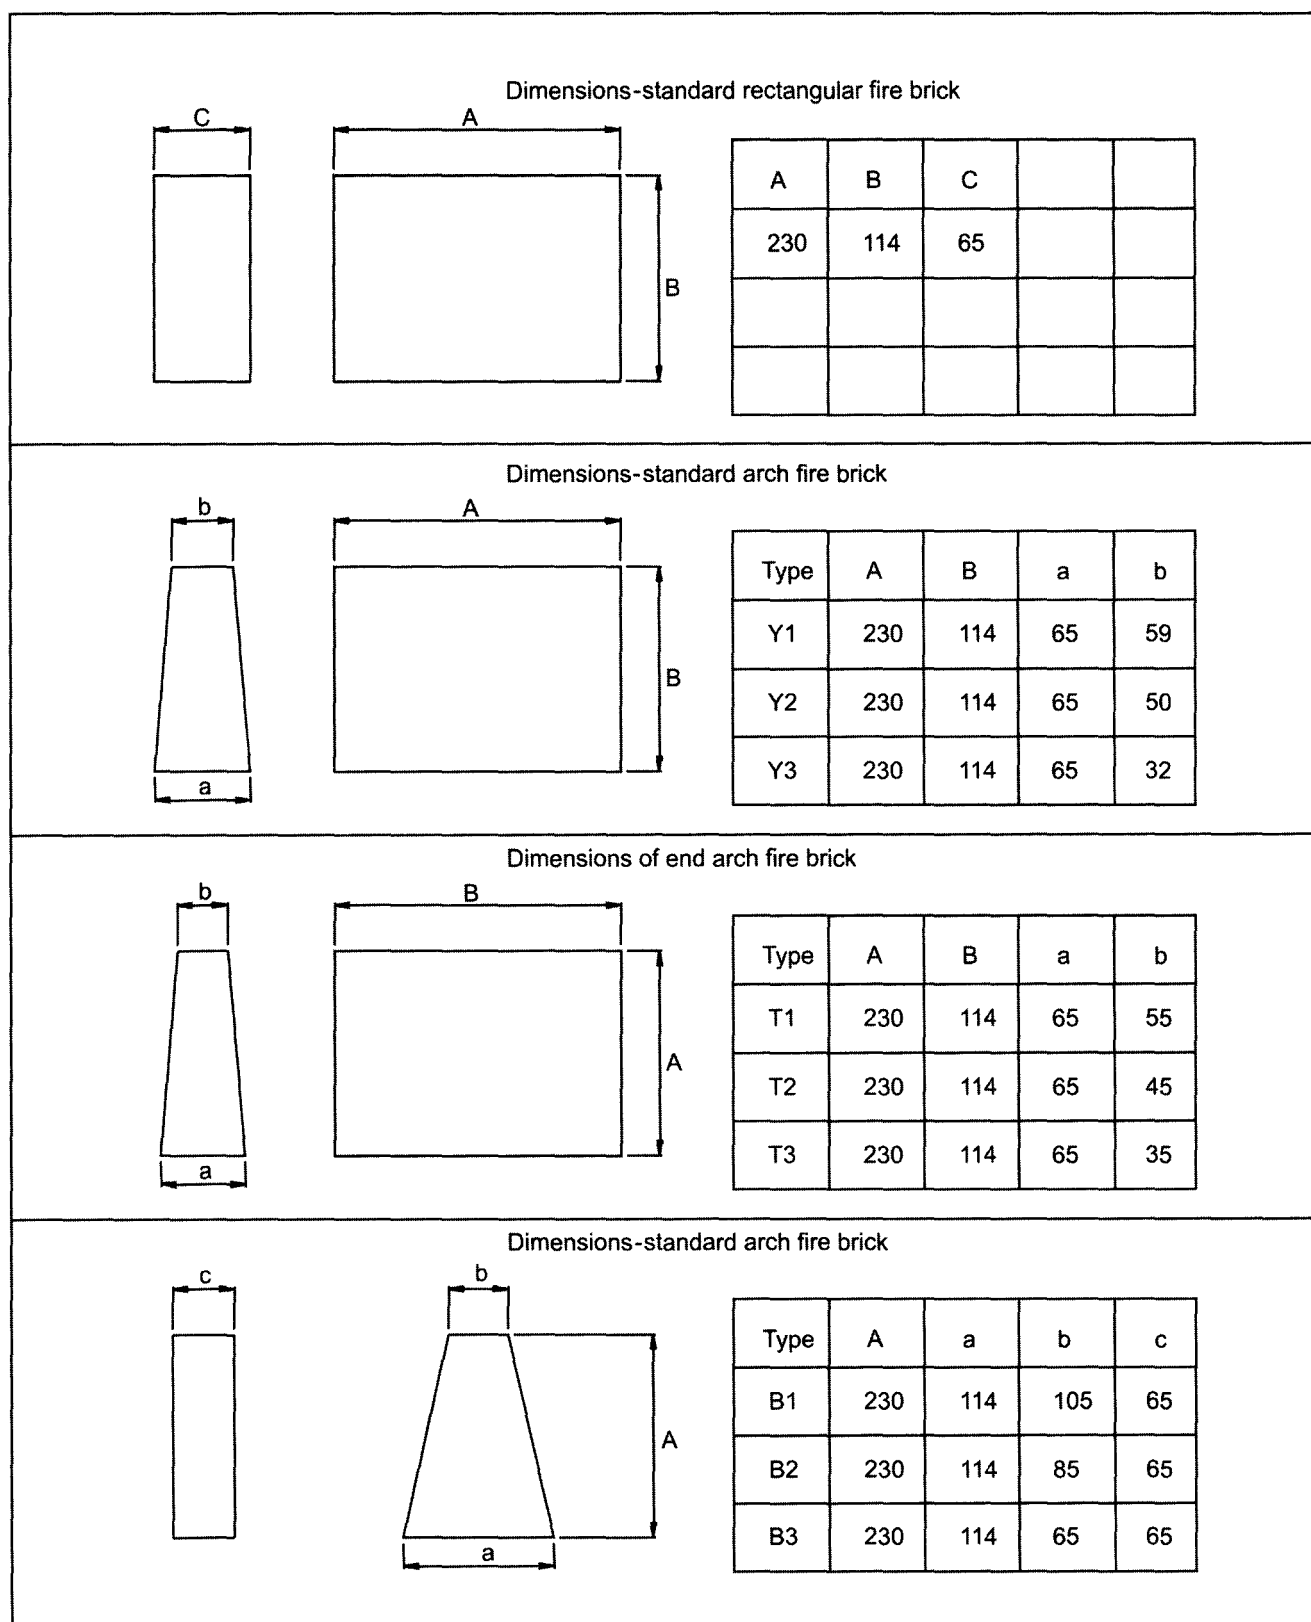 Dimensions-standard rectangular fire brick
C A
A B C
230 114 65
B
Dimensions-standard arch fire brick
b A
Type A B a b
Y1 230 114 65 59
B
Y2 230 114 65 50
Y3 230 114 65 32
a
Dimensions of end arch fire brick
b B
Type A B a b
T1 230 114 65 55
A
T2 230 114 65 45
T3 230 114 65 35
a
Dimensions-standard arch fire brick
c b
Type A a b c
B1 230 114 105 65
A
B2 230 114 85 65
B3 230 114 65 65
a